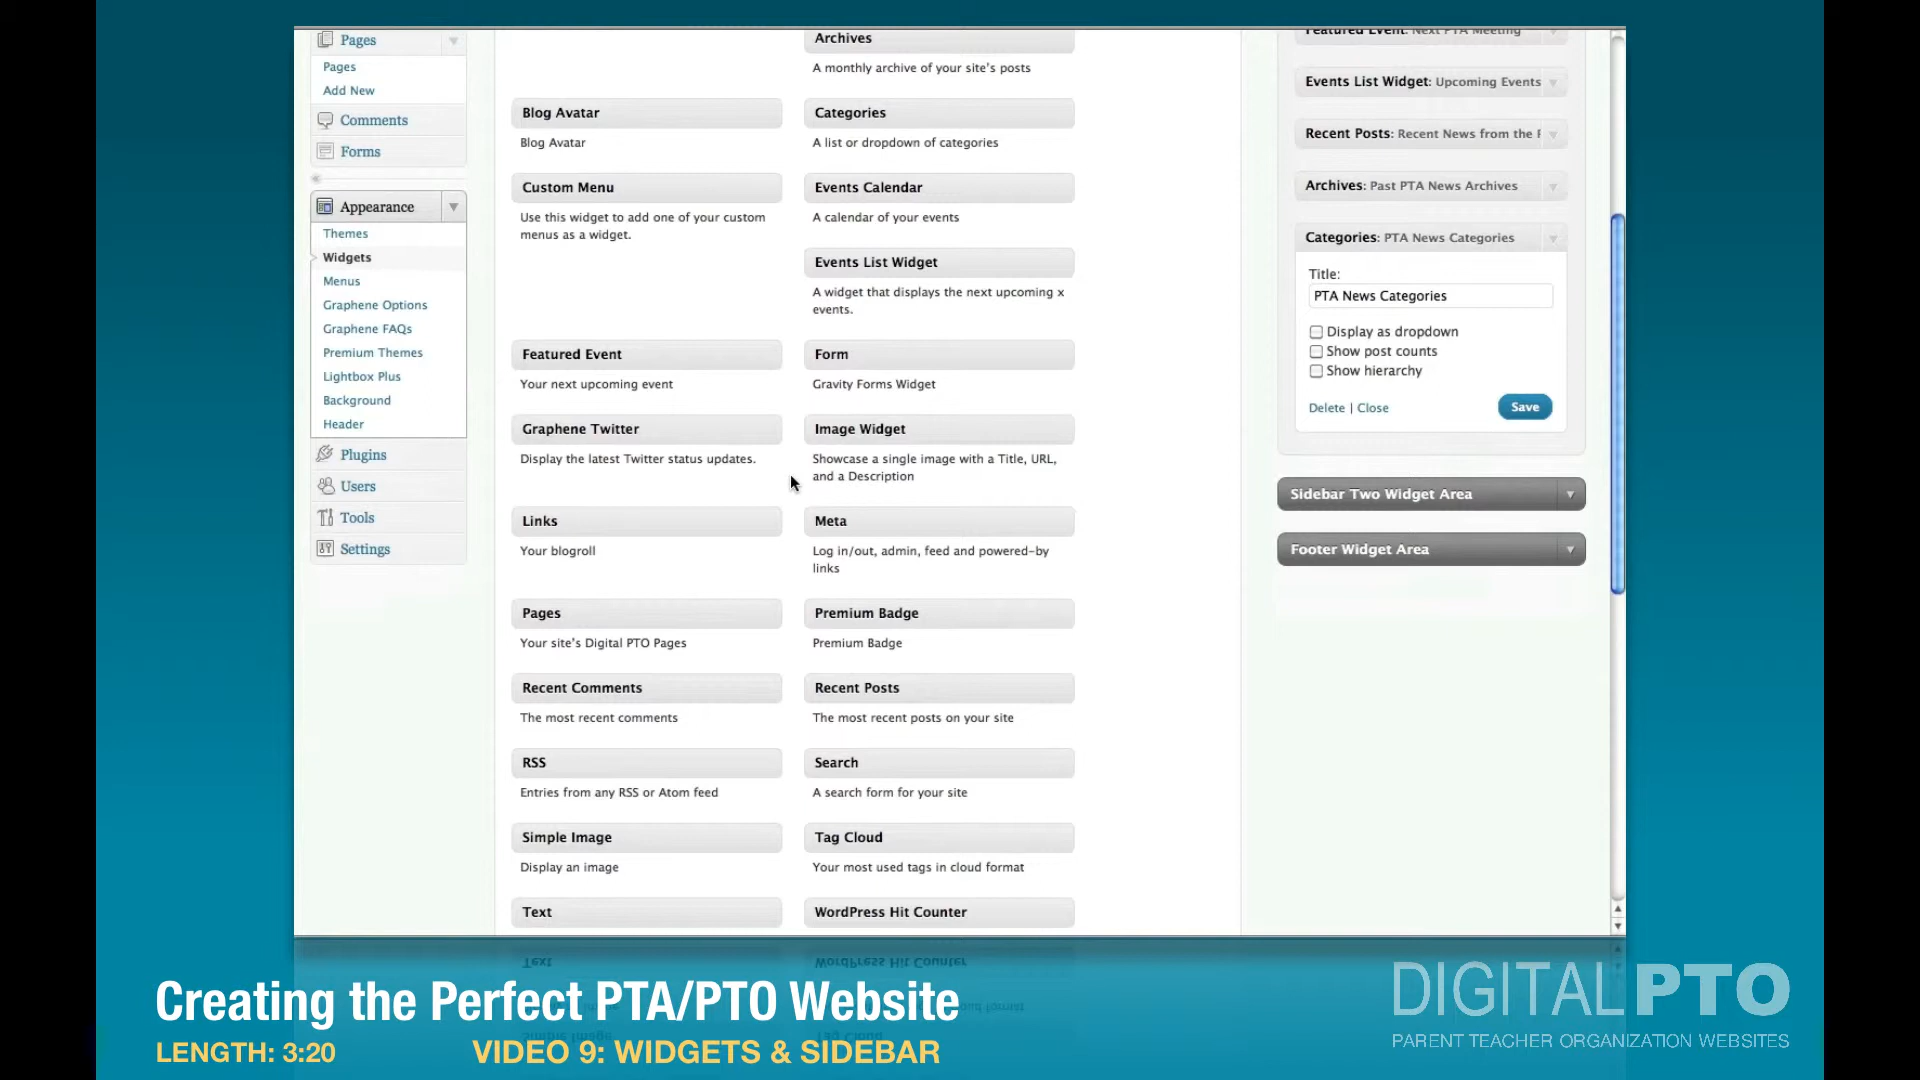 Pages
Pages
Add New
Comments
Forms
Appearance
Themes
Widgets
Menus
Graphene Options
Graphene FAQs
Premium Themes
Lightbox Plus
Background
Header
Plugins
Users
Tools
Settings
Archives
A monthly archive of your site's posts
Blog Avatar
Blog Avatar
Categories
A list or dropdown of categories
Custom Menu
Use this widget to add one of your custom
menus as a widget.
Events Calendar
A calendar of your events
Events List Widget
A widget that displays the next upcoming x
events.
Featured Event
Your next upcoming event
Form
Gravity Forms Widget
Graphene Twitter
Display the latest Twitter status updates.
Image Widget
Showcase a single image with a Title, URL,
and a Description
Links
Your blogroll
Meta
Log in/out, admin, feed and powered-by
links
Pages
Your site's Digital PTO Pages
Premium Badge
Premium Badge
Recent Comments
The most recent comments
Recent Posts
The most recent posts on your site
RSS
Entries from any RSS or Atom feed
Search
A search form for your site
Simple Image
Display an image
Tag Cloud
Your most used tags in cloud format
Text
WordPress Hit Counter
Featured Event: Next PTA Meeting
Events List Widget: Upcoming Events
Recent Posts: Recent News from the
Archives: Past PTA News Archives
Categories: PTA News Categories
Title:
PTA News Categories
Display as dropdown
Show post counts
Show hierarchy
Delete | Close
Save
Sidebar Two Widget Area
Footer Widget Area
Text
WordPress Hit Counter
Creating the Perfect PTA/PTO Website
LENGTH: 3:20
VIDEO 9: WIDGETS & SIDEBAR
DIGITALPTO
PARENT TEACHER ORGANIZATION WEBSITES